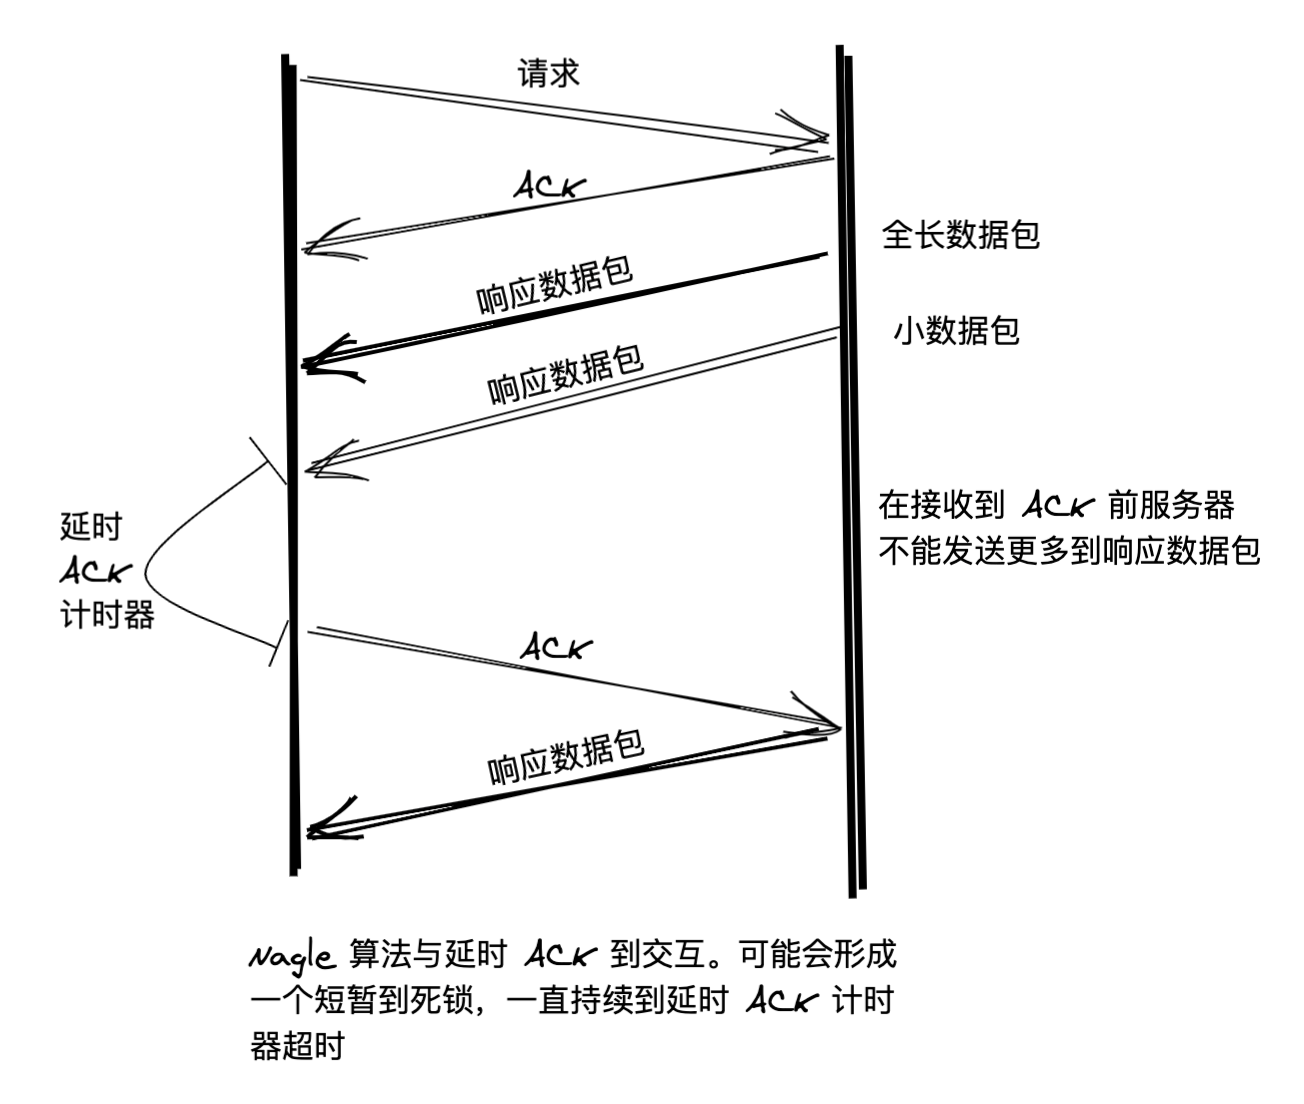 请求
ACK
全长数据包
响应数据包
小数据包
响应数据包
在接收到 ACK 前服务器
不能发送更多到响应数据包
延时
ACK
计时器
ACK
响应数据包
Nagle 算法与延时 ACK 到交互。可能会形成
一个短暂到死锁，一直持续到延时 ACK 计时
器超时